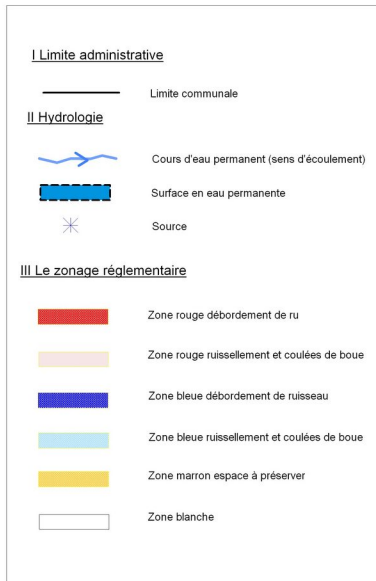 I Limite administrative
Limite communale
II Hydrologie
Cours d'eau permanent (sens d'écoulement)
Surface en eau permanente
Source
III Le zonage réglementaire
Zone rouge débordement de ru
Zone rouge ruissellement et coulées de boue
Zone bleue débordement de ruisseau
Zone bleue ruissellement et coulées de boue
Zone marron espace à préserver
Zone blanche